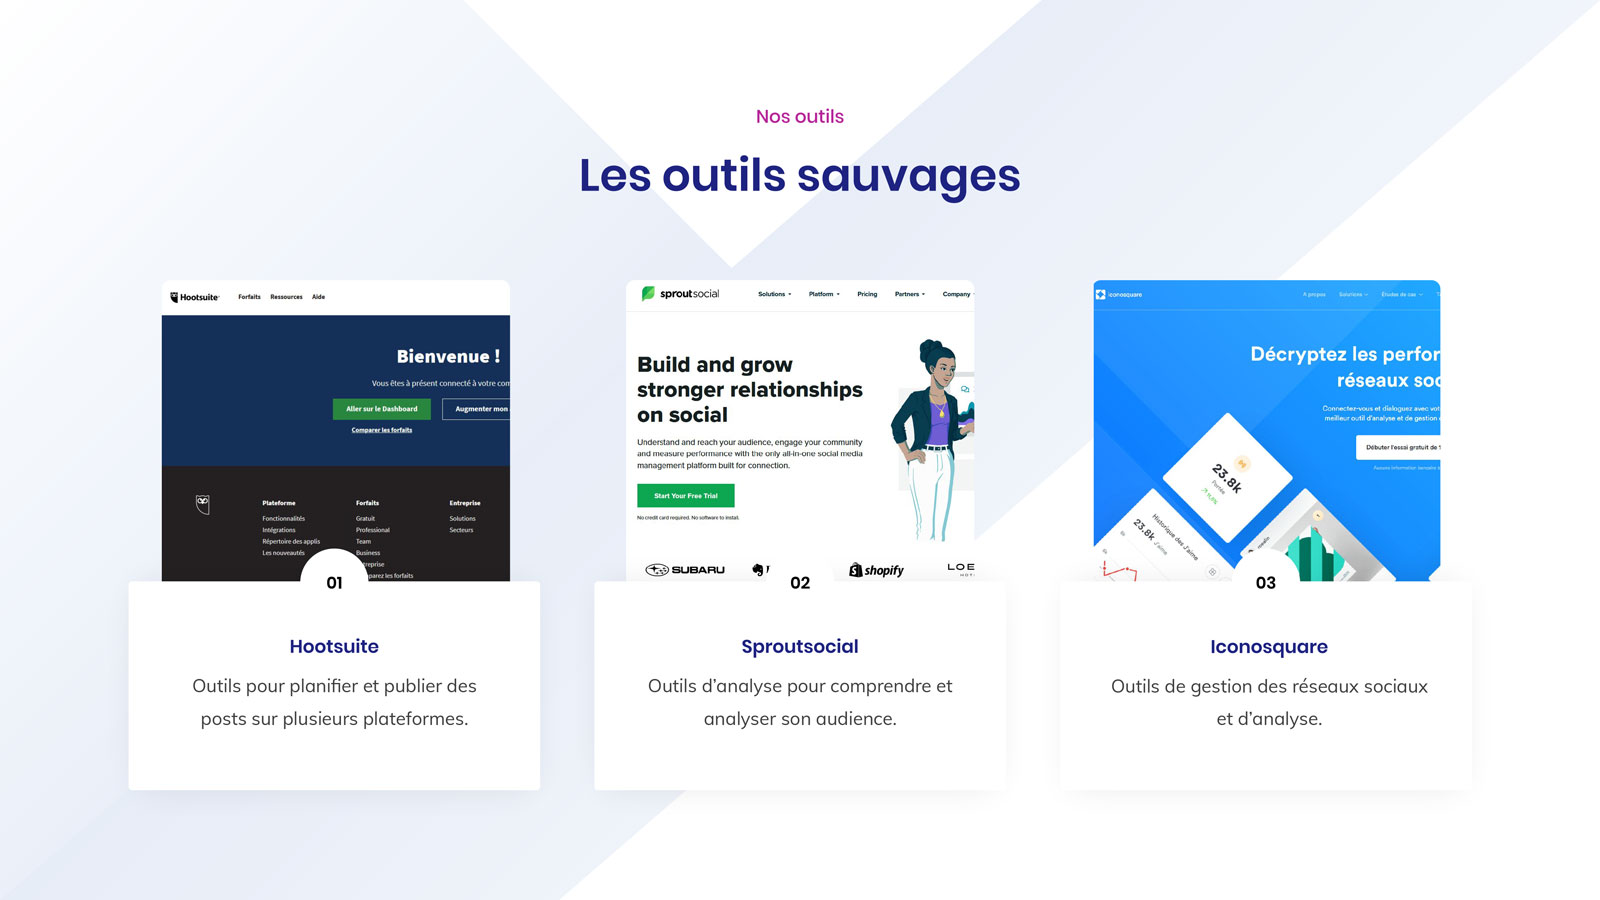 Nos outils
Les outils sauvages
Hootsuite
Forfaits Ressources Aide
Bienvenue !
Vous êtes à présent connecté à votre com
Aller sur le Dashboard
Augmenter mon
Comparer les forfaits
Plateforme
Fonctionnalités
Intégrations
Répertoire des applis
Les nouveautés
Forfaits
Gratuit
Professional
Team
Business
treprise
parez les forfaits
Entreprise
Solutions
Secteurs
01
Hootsuite
Outils pour planifier et publier des
posts sur plusieurs plateformes.
sproutsocial
Solutions Platform Pricing Partners Company
Build and grow
stronger relationships
on social
Understand and reach your audience, engage your community
and measure performance with the only all-in-one social media
management platform built for connection.
Start Your Free Trial
No credit card required. No software to install.
SUBARU
shopify
LOE
HOT
02
Sproutsocial
Outils d’analyse pour comprendre et
analyser son audience.
iconosquare
A propos Solutions Études de cas
Décryptez les perfor
réseaux soc
Connectez-vous et dialoguez avec vot
meilleur outil d'analyse et de gestion
Débuter l'essai gratuit de 1
23.8k
Portée
Historique des J'aime
23.8k J'aime
03
Iconosquare
Outils de gestion des réseaux sociaux
et d’analyse.